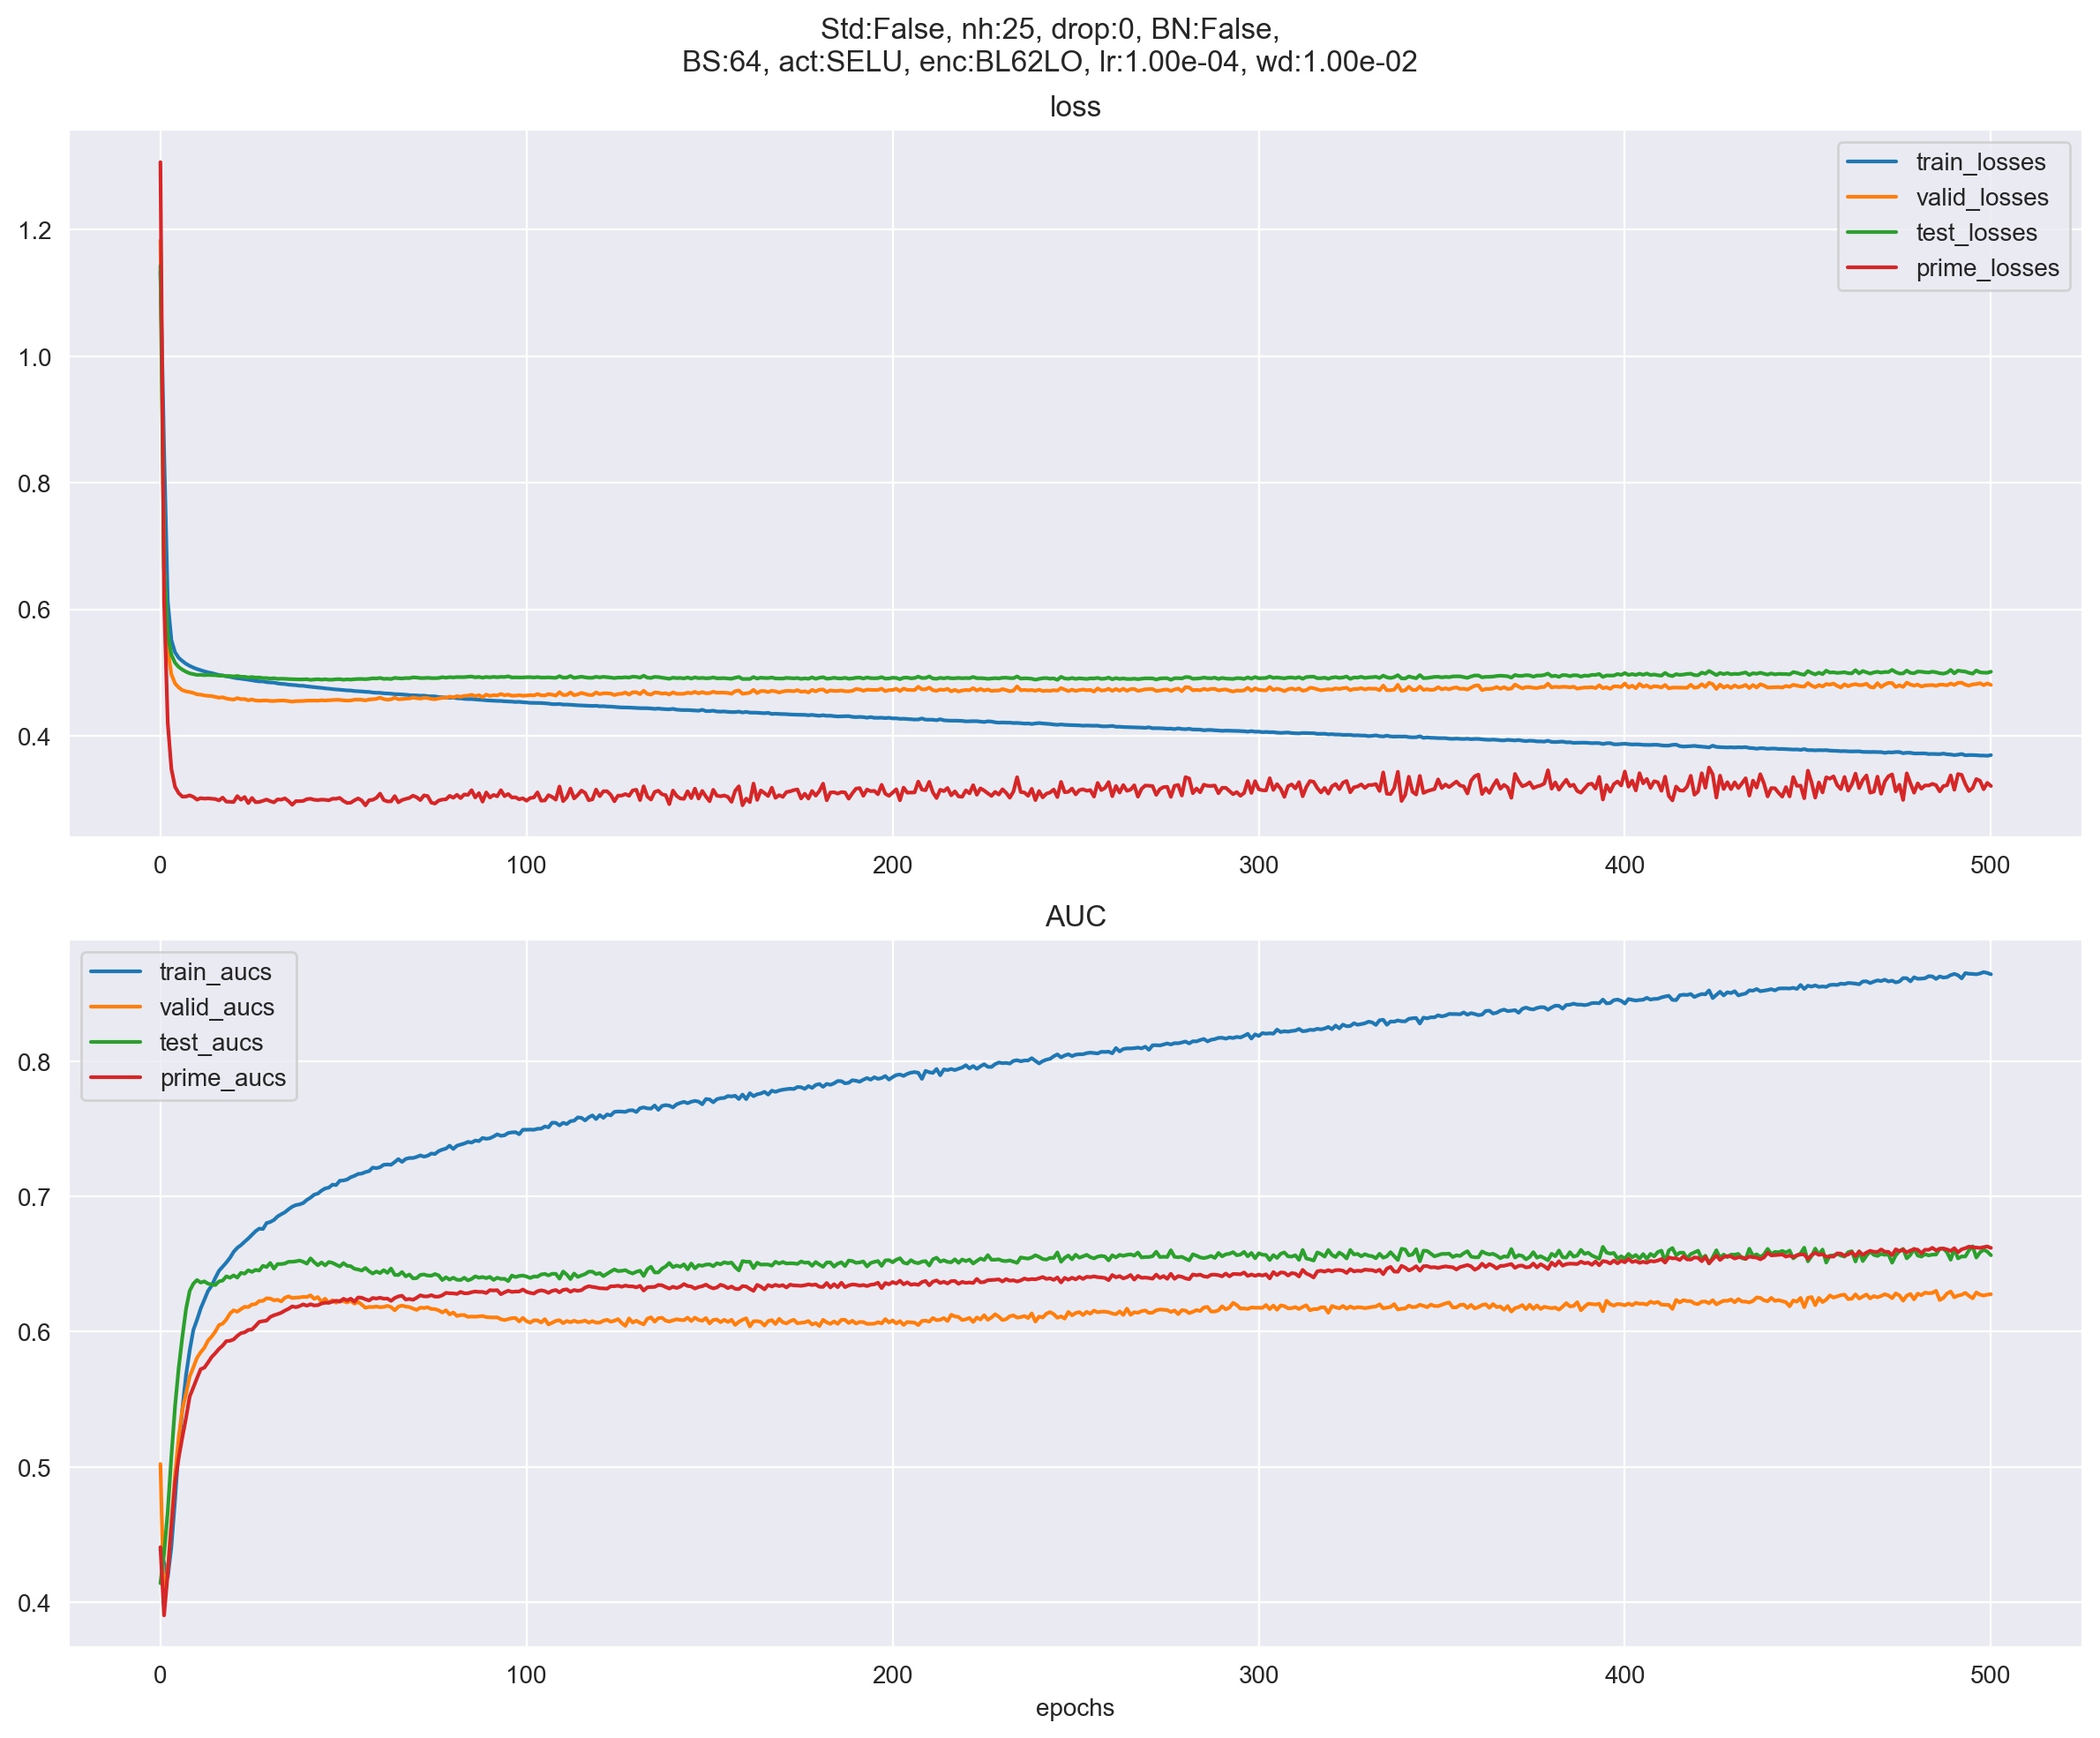 Std:False, nh:25, drop:0, BN:False,
BS:64, act:SELU, enc:BL62LO, lr:1.00e-04, wd:1.00e-02
loss
train_losses
valid_losses
test_losses
prime_losses
1.2
1.0
0.8
0.6
0.4
0 100 200 300 400 500
AUC
train_aucs
valid_aucs
test_aucs
prime_aucs
0.8
0.7
0.6
0.5
0.4
0 100 200 300 400 500
epochs